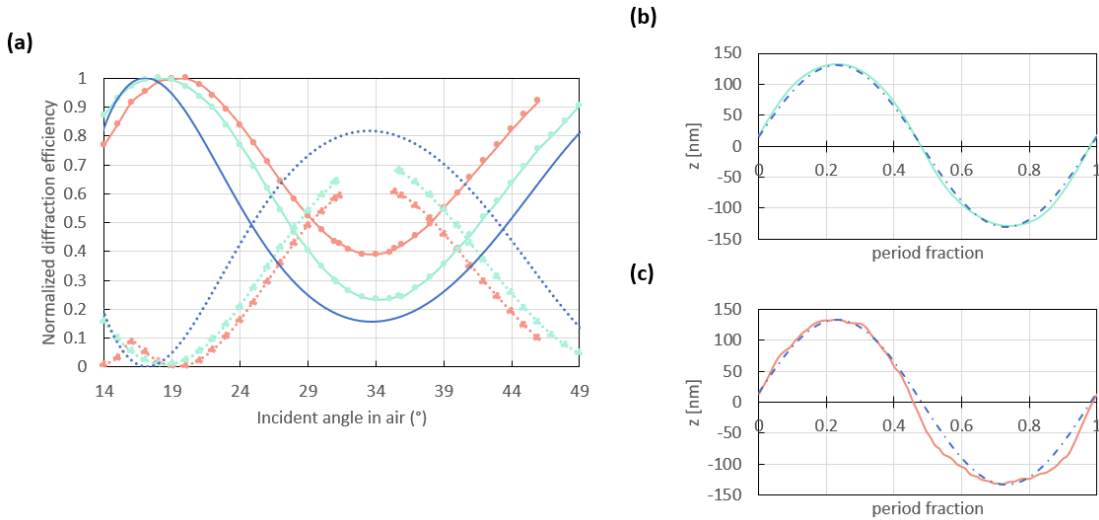 (a)
Normalized diffraction efficiency
1
0.9
0.8
0.7
0.6
0.5
0.4
0.3
0.2
0.1
0
14 19 24 29 34 39 44 49
Incident angle in air (°)
(b)
z [nm]
150
100
50
0
-50
-100
-150
0 0.2 0.4 0.6 0.8 1
period fraction
(c)
z [nm]
150
100
50
0
-50
-100
-150
0 0.2 0.4 0.6 0.8 1
period fraction